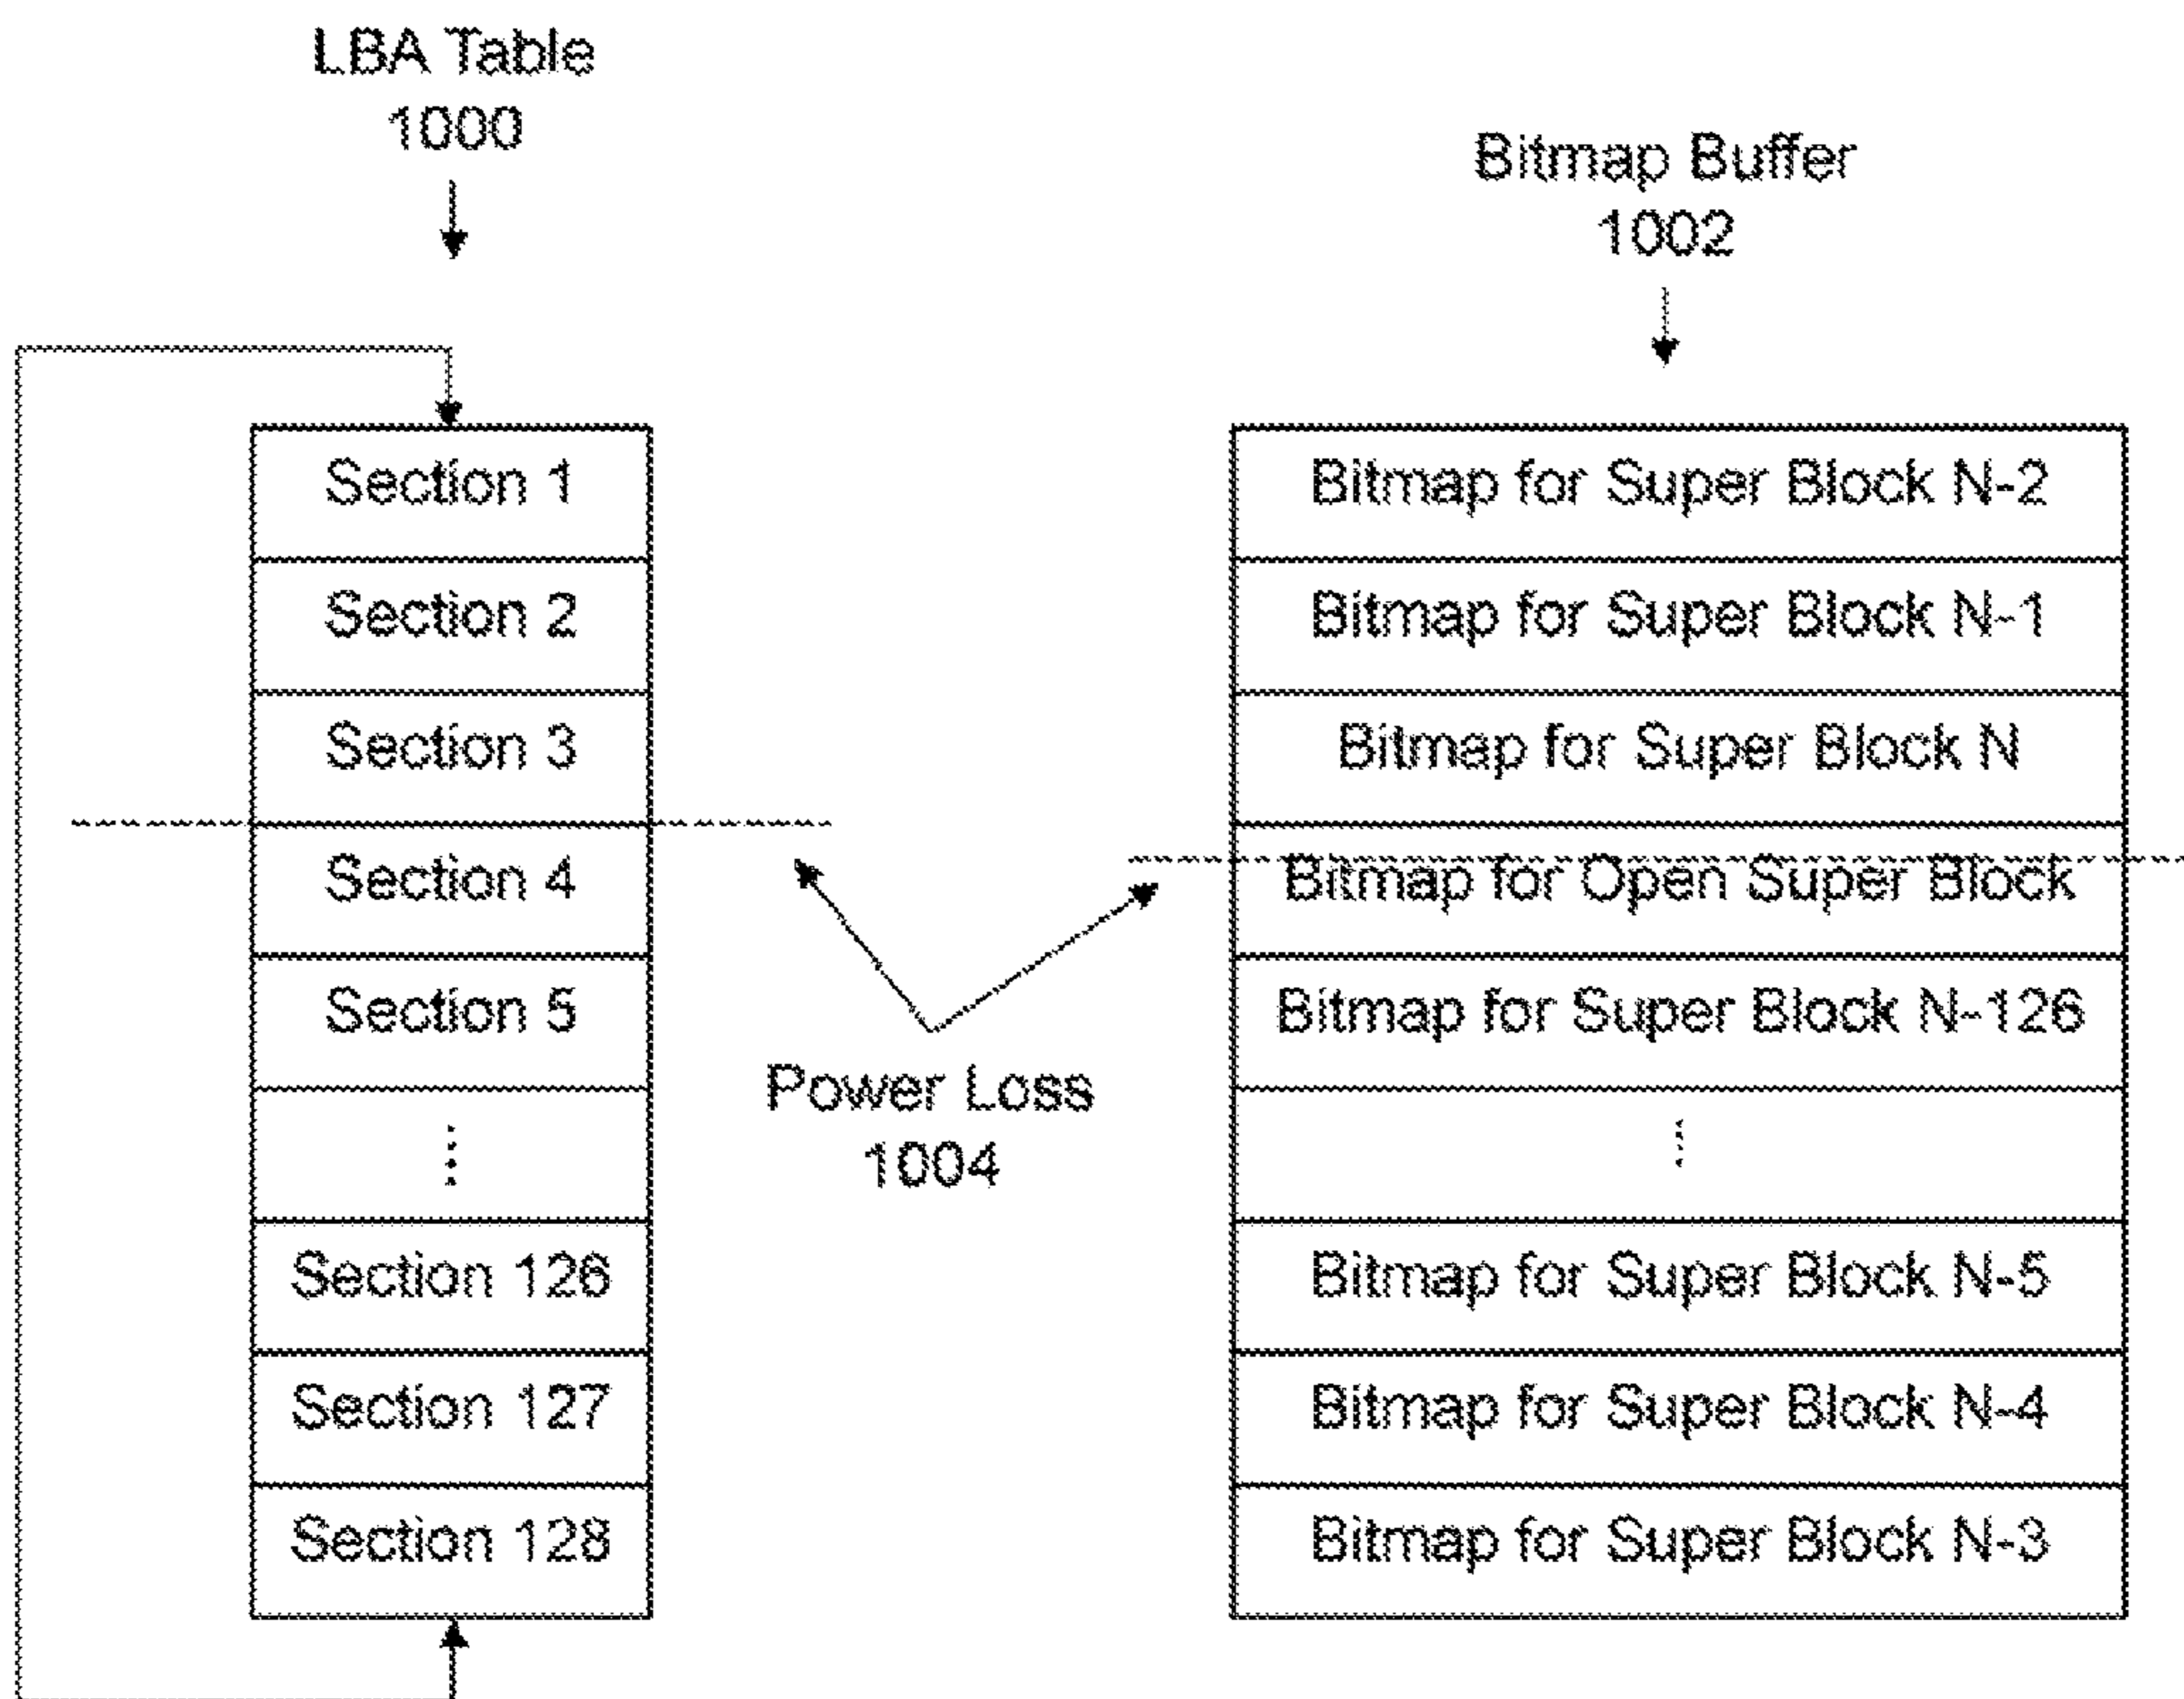 LBA Table
1000
Bitmap Buffer
1002
Section 1
Section 2
Section 3
Section 4
Section 5
⋮
Section 126
Section 127
Section 128
Power Loss
1004
Bitmap for Super Block N-2
Bitmap for Super Block N-1
Bitmap for Super Block N
Bitmap for Open Super Block
Bitmap for Super Block N-126
⋮
Bitmap for Super Block N-5
Bitmap for Super Block N-4
Bitmap for Super Block N-3